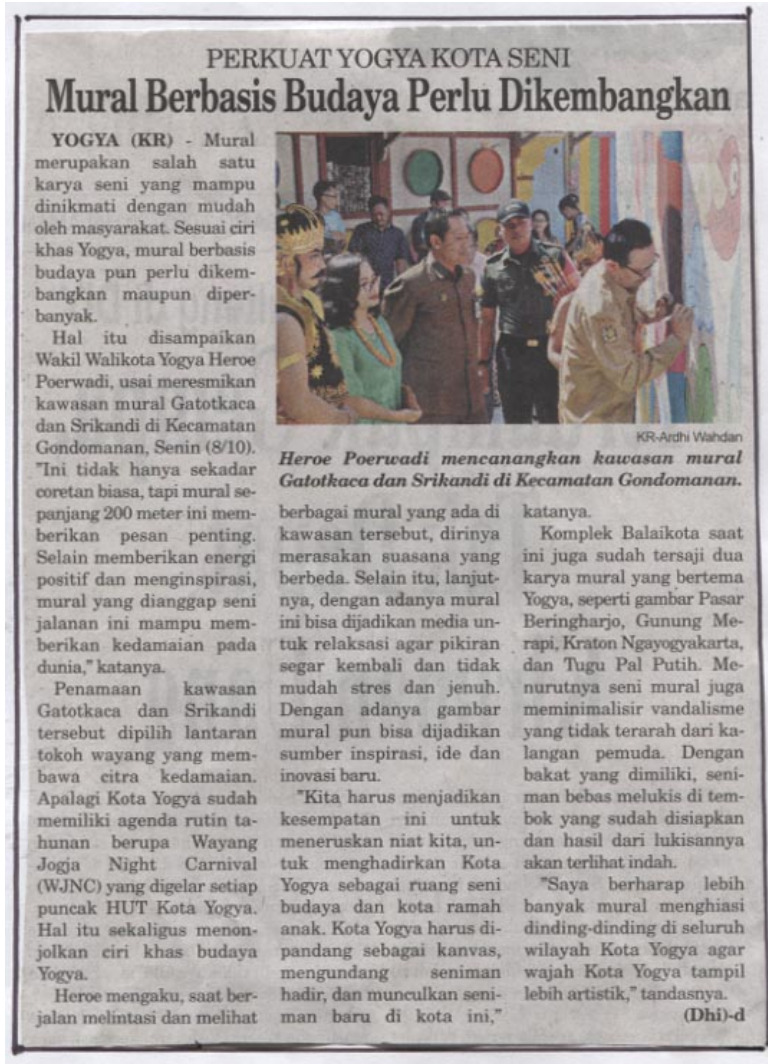 PERKUAT YOGYA KOTA SENI
Mural Berbasis Budaya Perlu Dikembangkan
YOGYA (KR) - Mural
merupakan salah satu
karya seni yang mampu
dinikmati dengan mudah
oleh masyarakat. Sesuai ciri
khas Yogya, mural berbasis
budaya pun perlu dikem-
bangkan maupun diper-
banyak.
Hal itu disampaikan
Wakil Walikota Yogya Heroe
Poerwadi, usai meresmikan
kawasan mural Gatotkaca
dan Srikandi di Kecamatan
Gondomanan, Senin (8/10).
"Ini tidak hanya sekadar
coretan biasa, tapi mural se-
panjang 200 meter ini mem-
berikan pesan penting.
Selain memberikan energi
positif dan menginspirasi,
mural yang dianggap seni
jalanan ini mampu mem-
berikan kedamaian pada
dunia," katanya.
Penamaan kawasan
Gatotkaca dan Srikandi
tersebut dipilih lantaran
tokoh wayang yang mem-
bawa citra kedamaian.
Apalagi Kota Yogya sudah
memiliki agenda rutin ta-
hunan berupa Wayang
Jogja Night Carnival
(WJNC) yang digelar setiap
puncak HUT Kota Yogya.
Hal itu sekaligus menon-
jolkan ciri khas budaya
Yogya.
Heroe mengaku, saat ber-
jalan melintasi dan melihat
KR-Ardhi Wahdan
Heroe Poerwadi mencanangkan kawasan mural
Gatotkaca dan Srikandi di Kecamatan Gondomanan.
berbagai mural yang ada di
kawasan tersebut, dirinya
merasakan suasana yang
berbeda. Selain itu, lanjut-
nya, dengan adanya mural
ini bisa dijadikan media un-
tuk relaksasi agar pikiran
segar kembali dan tidak
mudah stres dan jenuh.
Dengan adanya gambar
mural pun bisa dijadikan
sumber inspirasi, ide dan
inovasi baru.
"Kita harus menjadikan
kesempatan ini untuk
meneruskan niat kita, un-
tuk menghadirkan Kota
Yogya sebagai ruang seni
budaya dan kota ramah
anak. Kota Yogya harus di-
pandang sebagai kanvas,
mengundang seniman
hadir, dan munculkan seni-
man baru di kota ini,"
katanya.
Komplek Balaikota saat
ini juga sudah tersaji dua
karya mural yang bertema
Yogya, seperti gambar Pasar
Beringharjo, Gunung Me-
rapi, Kraton Ngayogyakarta,
dan Tugu Pal Putih. Me-
nurutnya seni mural juga
meminimalisir vandalisme
yang tidak terarah dari ka-
langan pemuda. Dengan
bakat yang dimiliki, seni-
man bebas melukis di tem-
bok yang sudah disiapkan
dan hasil dari lukisannya
akan terlihat indah.
"Saya berharap lebih
banyak mural menghiasi
dinding-dinding di seluruh
wilayah Kota Yogya agar
wajah Kota Yogya tampil
lebih artistik," tandasnya.
(Dhi)-d